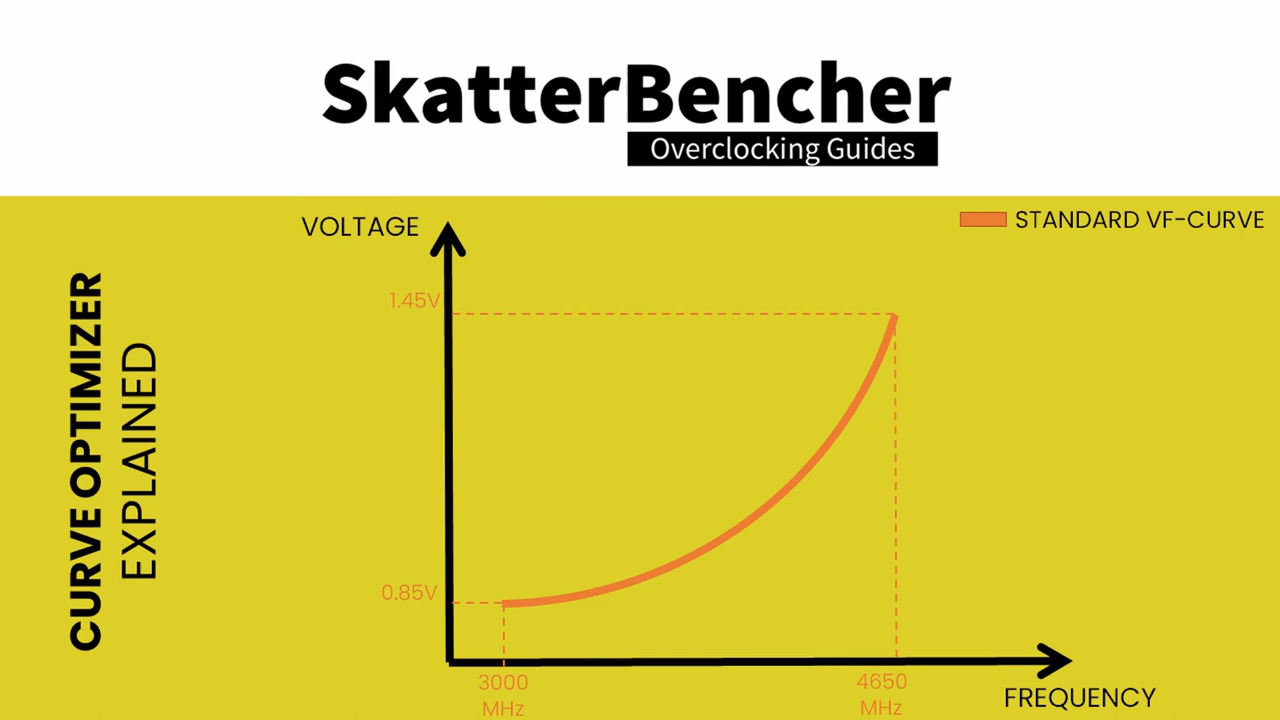 SkatterBencher
Overclocking Guides
VOLTAGE
STANDARD VF-CURVE
1.45V
CURVE OPTIMIZER
EXPLAINED
0.85V
3000
MHz
4650
MHz
FREQUENCY